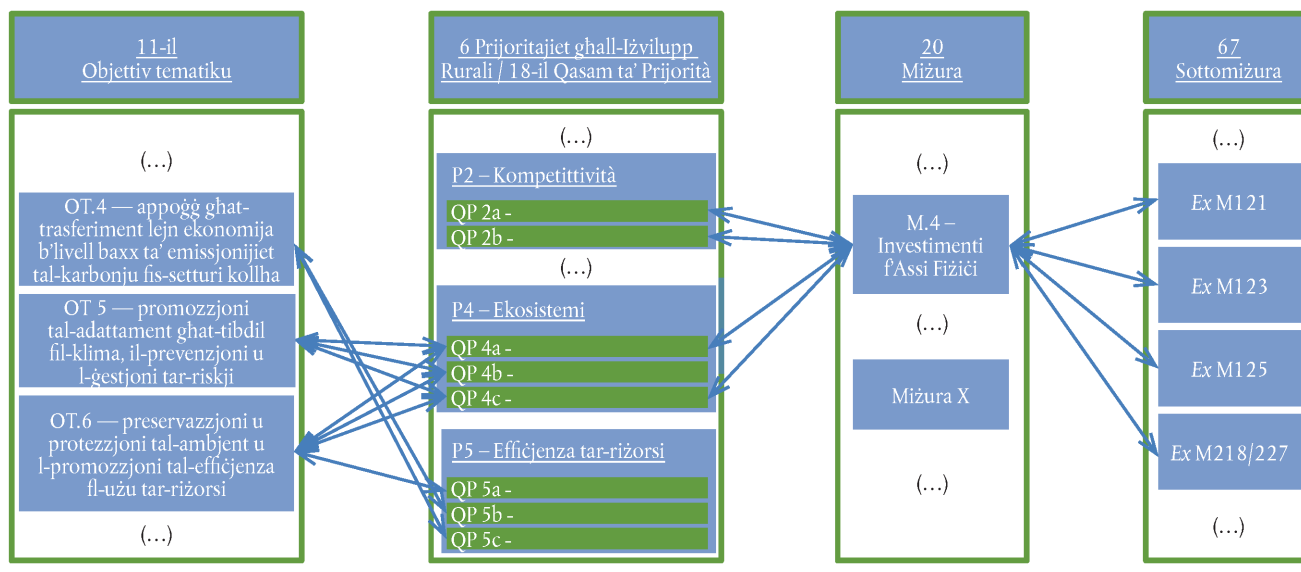 11-il
Objettiv tematiku
(…)
OT.4 — appoġġ għat-
trasferiment lejn ekonomija
b'livell baxx ta' emissjonijiet
tal-karbonju fis-setturi kollha
OT 5 — promozzjoni
tal-adattament għat-tibdil
fil-klima, il-prevenzjoni u
l-ġestjoni tar-riskji
OT.6 — preservazzjoni u
protezzjoni tal-ambjent u
l-promozzjoni tal-effiċjenza
fl-użu tar-riżorsi
(…)
6 Prijoritajiet għall-Iżvilupp
Rurali / 18-il Qasam ta' Prijorità
(…)
P2 – Kompetittività
QP 2a -
QP 2b -
(…)
P4 – Ekosistemi
QP 4a -
QP 4b -
QP 4c -
P5 – Effiċjenza tar-riżorsi
QP 5a -
QP 5b -
QP 5c -
20
Miżura
(…)
M.4 –
Investimenti
f'Assi Fiżiċi
(…)
Miżura X
(…)
67
Sottomiżura
(…)
Ex M121
Ex M123
Ex M125
Ex M218/227
(…)